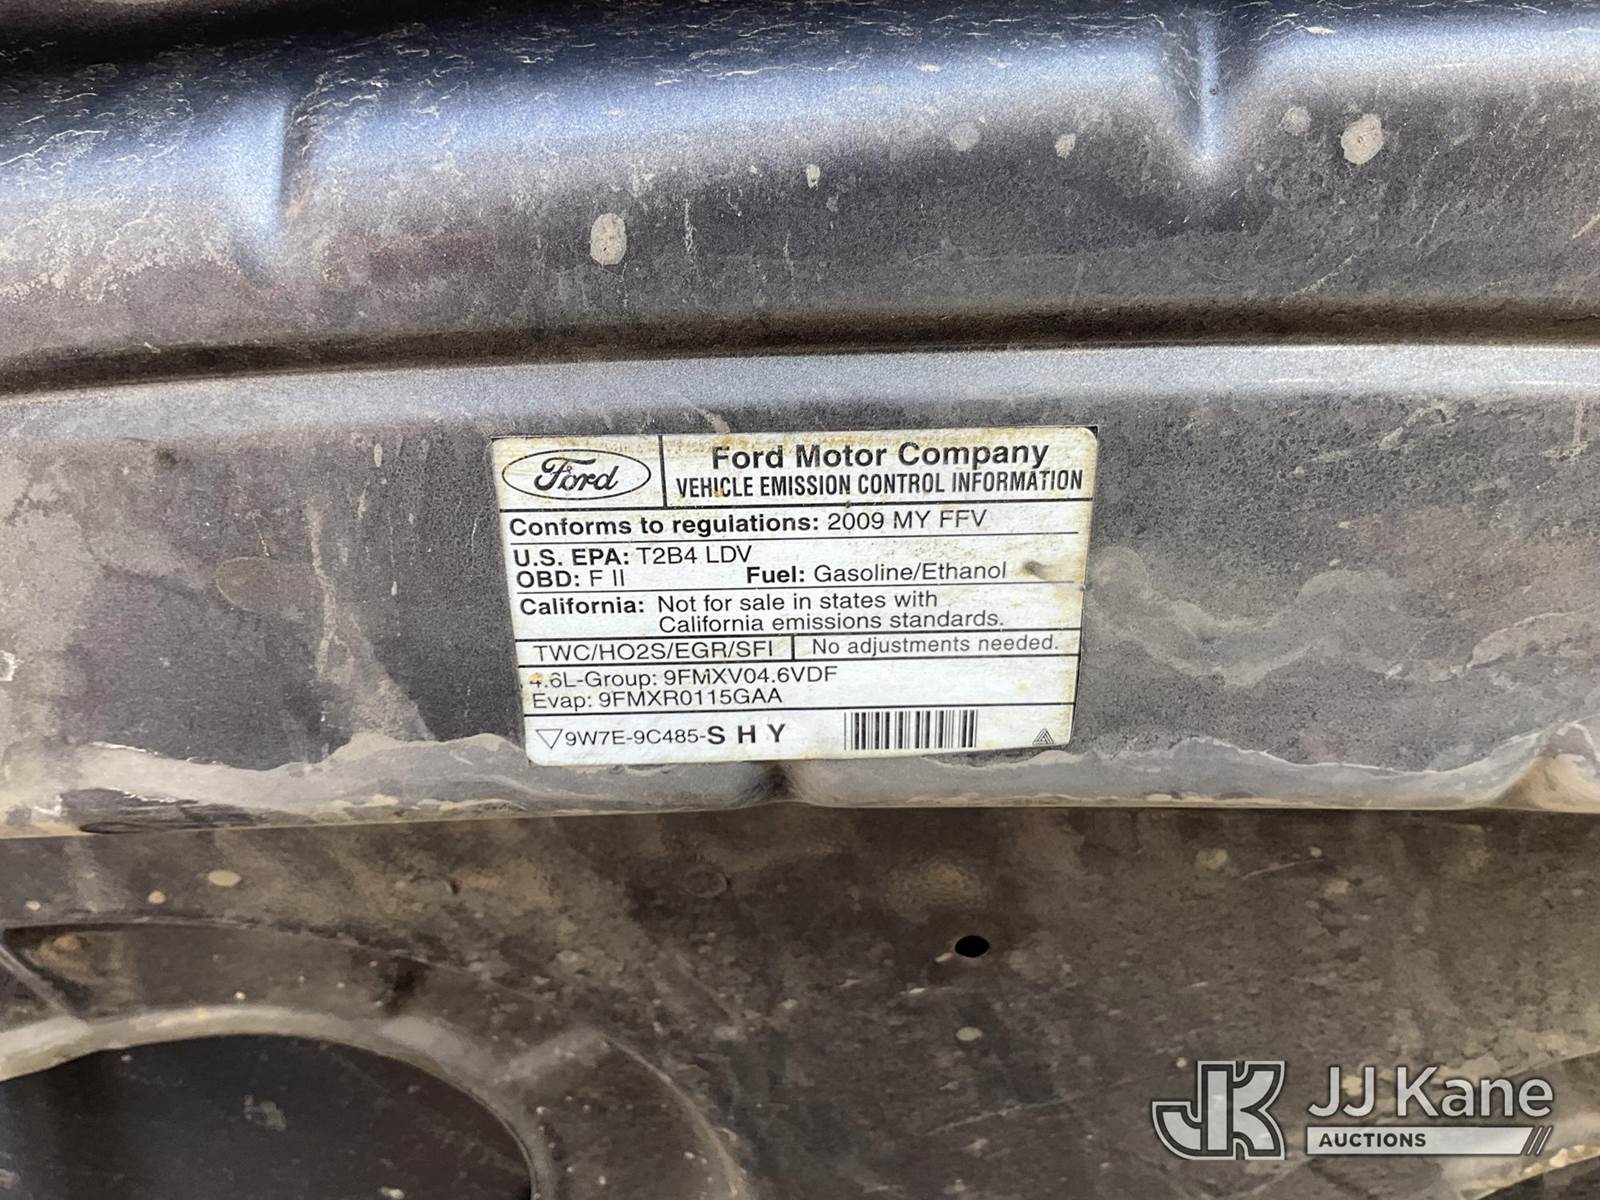 Ford
Ford Motor Company
VEHICLE EMISSION CONTROL INFORMATION
Conforms to regulations: 2009 MY FFV
U.S. EPA: T2B4 LDV
OBD: F II Fuel: Gasoline/Ethanol
California: Not for sale in states with
California emissions standards.
TWC/HO2S/EGR/SFI No adjustments needed.
4.6L-Group: 9FMXV04.6VDF
Evap: 9FMXR0115GAA
9W7E-9C485-S H Y
JK JJ Kane
AUCTIONS